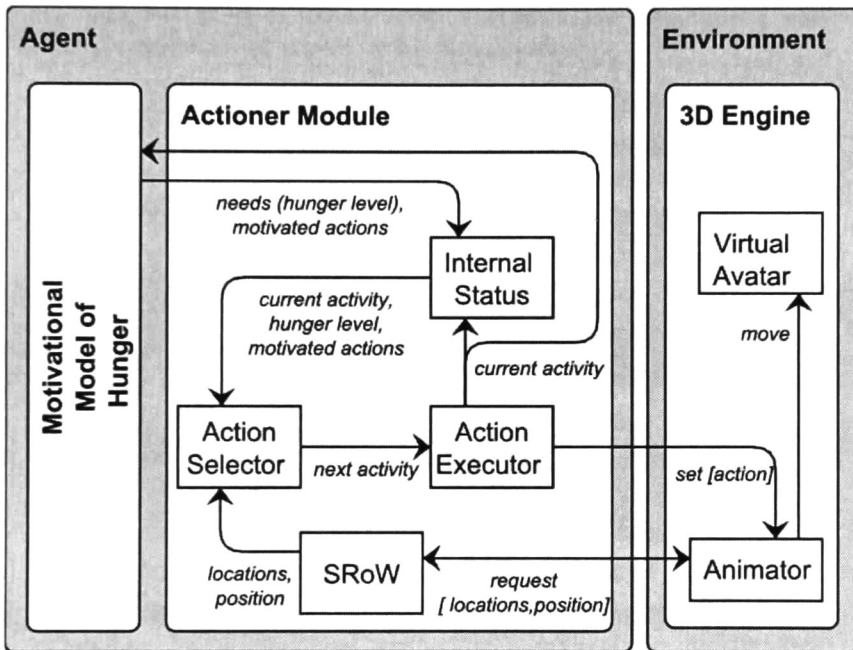 Agent
Environment
Motivational
Model of
Hunger
Actioner Module
3D Engine
needs (hunger level),
motivated actions
Internal
Status
Virtual
Avatar
current activity,
hunger level,
motivated actions
move
current activity
Action
Selector
next activity
Action
Executor
set [action]
locations,
position
SRoW
request
[ locations,position]
Animator